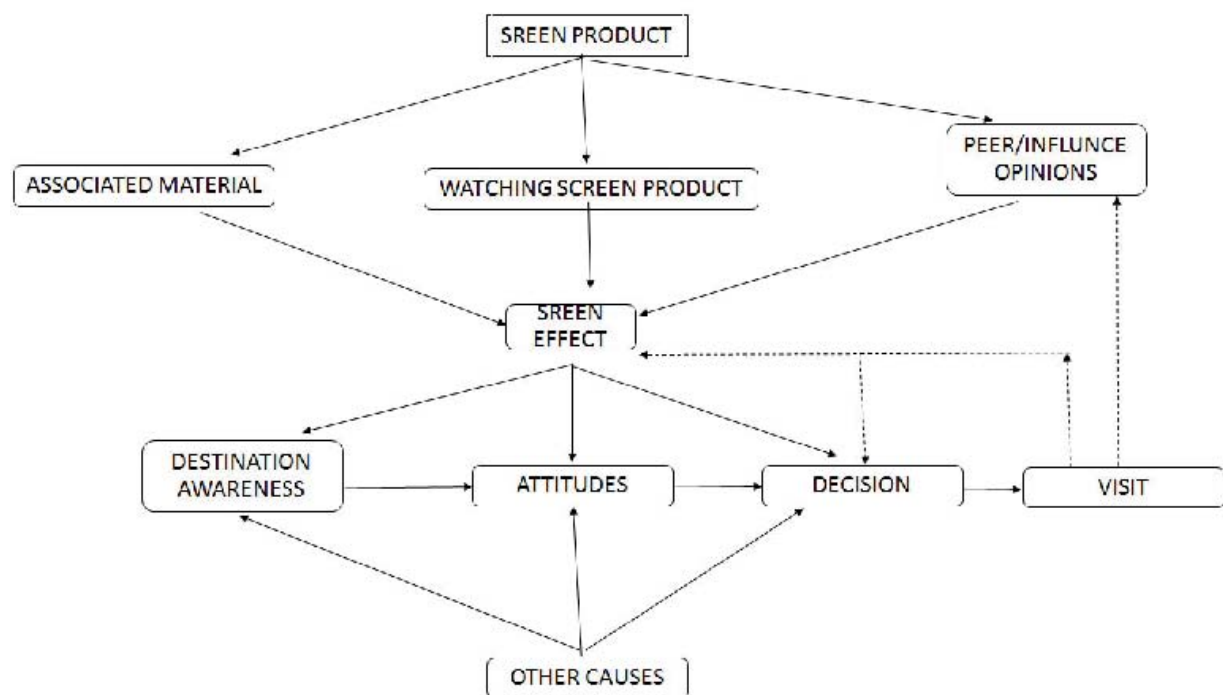 SREEN PRODUCT
PEER/INFLUNCE
OPINIONS
ASSOCIATED MATERIAL
WATCHING SCREEN PRODUCT
SREEN
EFFECT
DESTINATION
AWARENESS
ATTITUDES
DECISION
VISIT
OTHER CAUSES